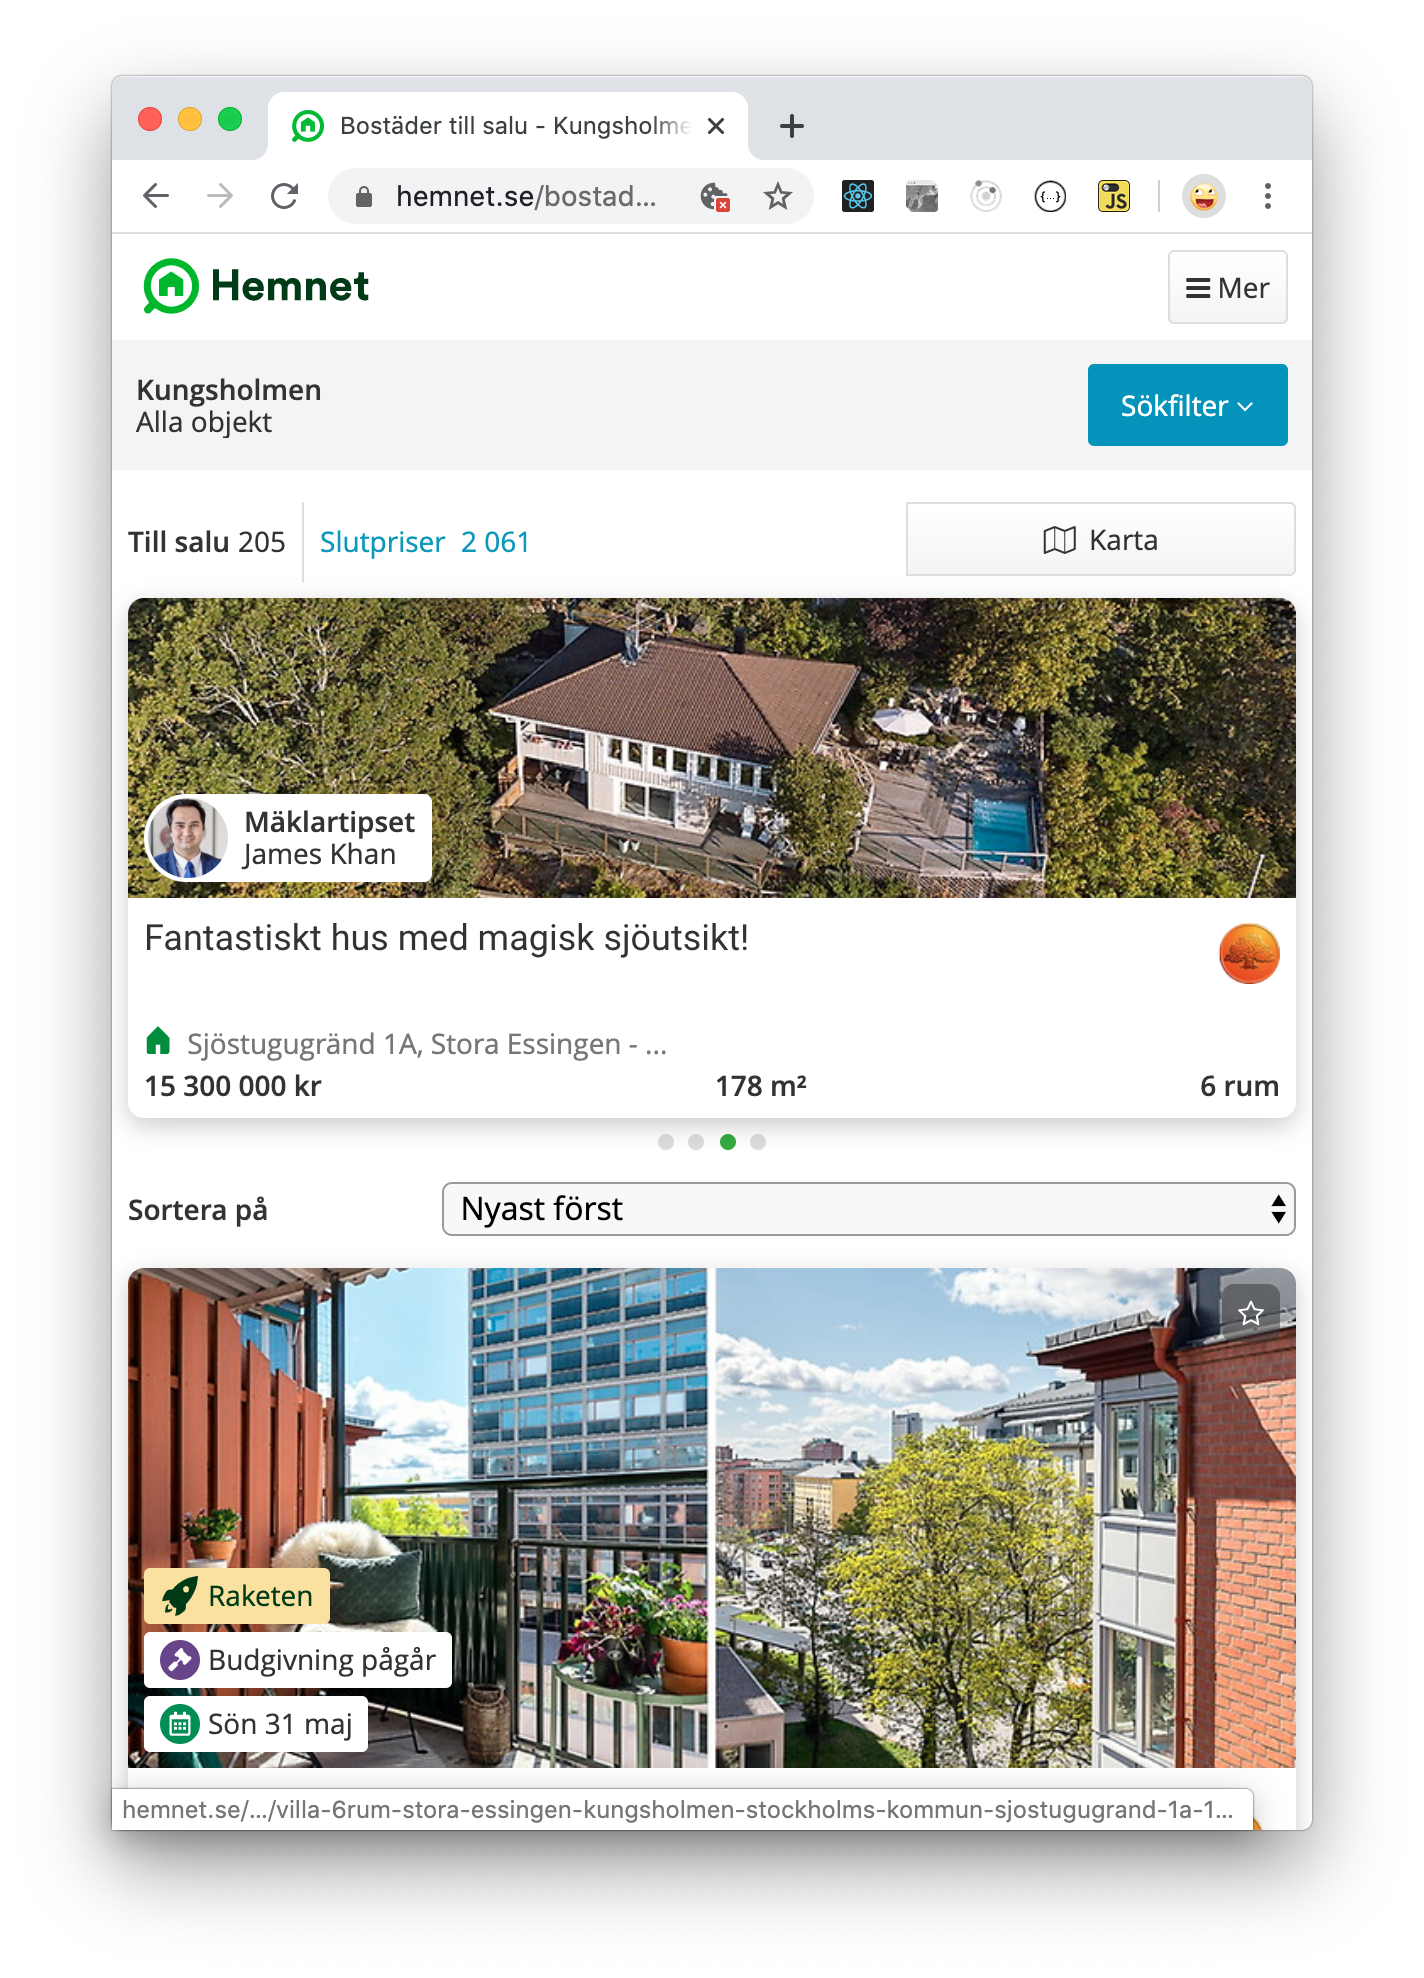 Bostäder till salu - Kungsholme
hemnet.se/bostad...
{...}
JS
Hemnet
Mer
Kungsholmen
Alla objekt
Sökfilter
Till salu 205
Slutpriser 2 061
Karta
Mäklartipset
James Khan
Fantastiskt hus med magisk sjöutsikt!
Sjöstugugränd 1A, Stora Essingen - ...
15 300 000 kr
178 m²
6 rum
Sortera på
Nyast först
Raketen
Budgivning pågår
Sön 31 maj
hemnet.se/.../villa-6rum-stora-essingen-kungsholmen-stockholms-kommun-sjostugugrand-1a-1...